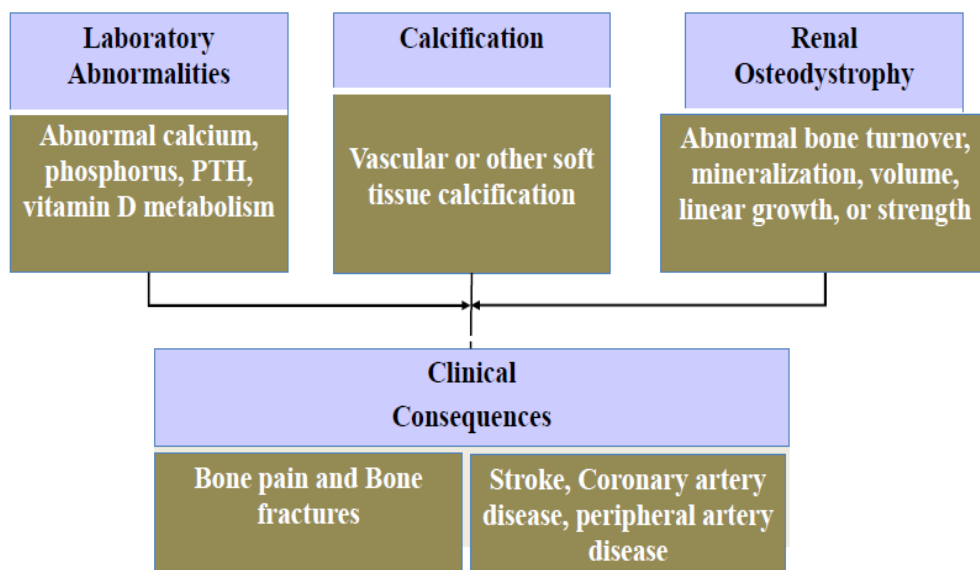 Laboratory
Abnormalities
Abnormal calcium,
phosphorus, PTH,
vitamin D metabolism
Calcification
Vascular or other soft
tissue calcification
Renal
Osteodystrophy
Abnormal bone turnover,
mineralization, volume,
linear growth, or strength
Clinical
Consequences
Bone pain and Bone
fractures
Stroke, Coronary artery
disease, peripheral artery
disease